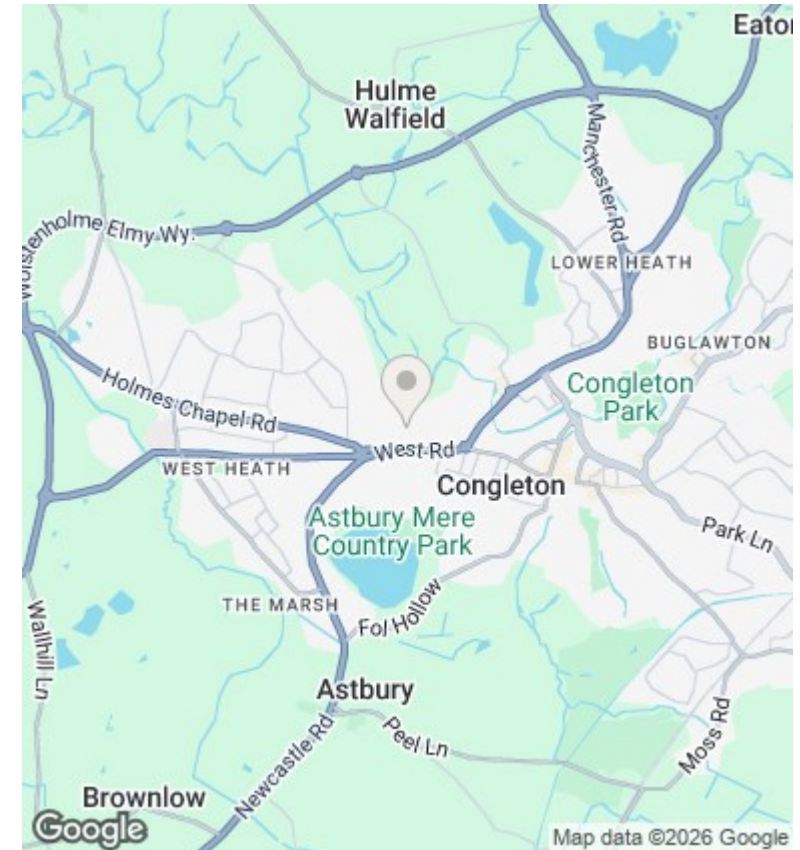 Eato
Hulme
Walfield
Manchester Rd
Wolstenholme Elmy Wy.
LOWER HEATH
BUGLAWTON
Congleton
Park
Holmes Chapel Rd
West Rd
WEST HEATH
Congleton
Astbury Mere
Country Park
Park Ln
THE MARSH
Fol Hollow
Wallhill Ln
Astbury
Peel Ln
Moss Rd
Newcastle Rd
Brownlow
Google
Map data ©2026 Google